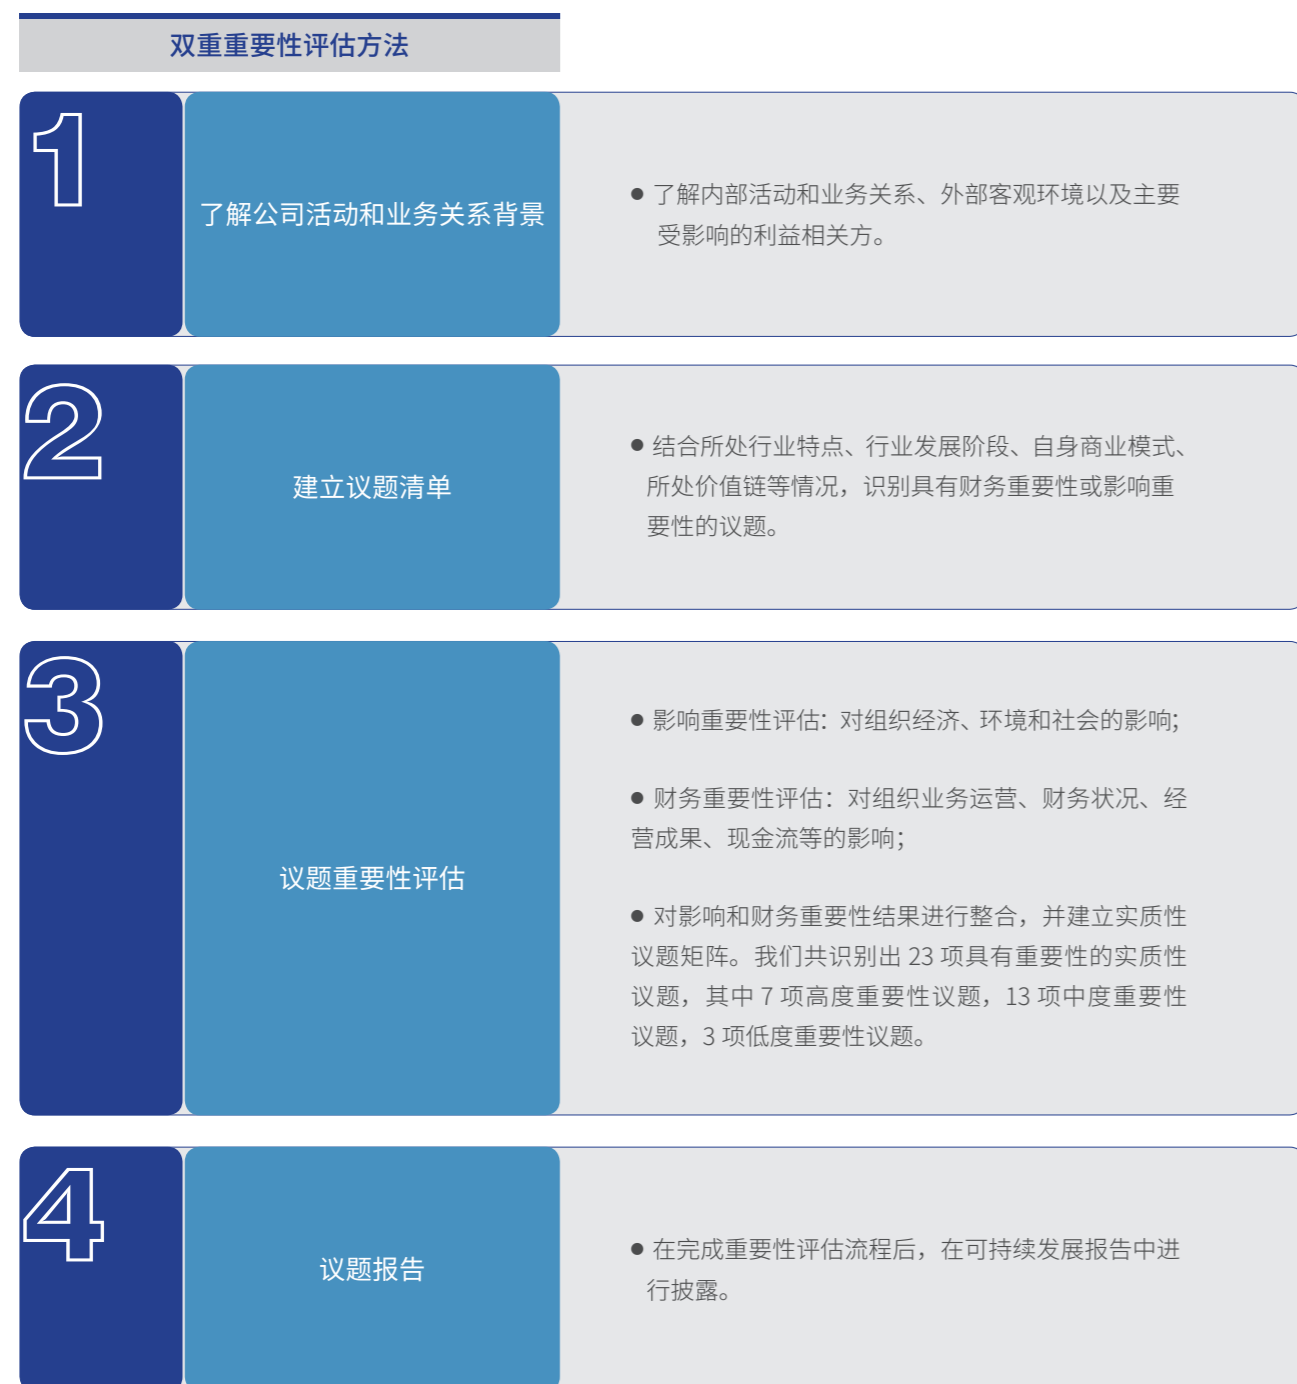 双重重要性评估方法
1
了解公司活动和业务关系背景
● 了解内部活动和业务关系、外部客观环境以及主要
受影响的利益相关方。
2
建立议题清单
● 结合所处行业特点、行业发展阶段、自身商业模式、
所处价值链等情况，识别具有财务重要性或影响重
要性的议题。
3
议题重要性评估
● 影响重要性评估：对组织经济、环境和社会的影响；
● 财务重要性评估：对组织业务运营、财务状况、经
营成果、现金流等的影响；
● 对影响和财务重要性结果进行整合，并建立实质性
议题矩阵。我们共识别出 23 项具有重要性的实质性
议题，其中 7 项高度重要性议题，13 项中度重要性
议题，3 项低度重要性议题。
4
议题报告
● 在完成重要性评估流程后，在可持续发展报告中进
行披露。